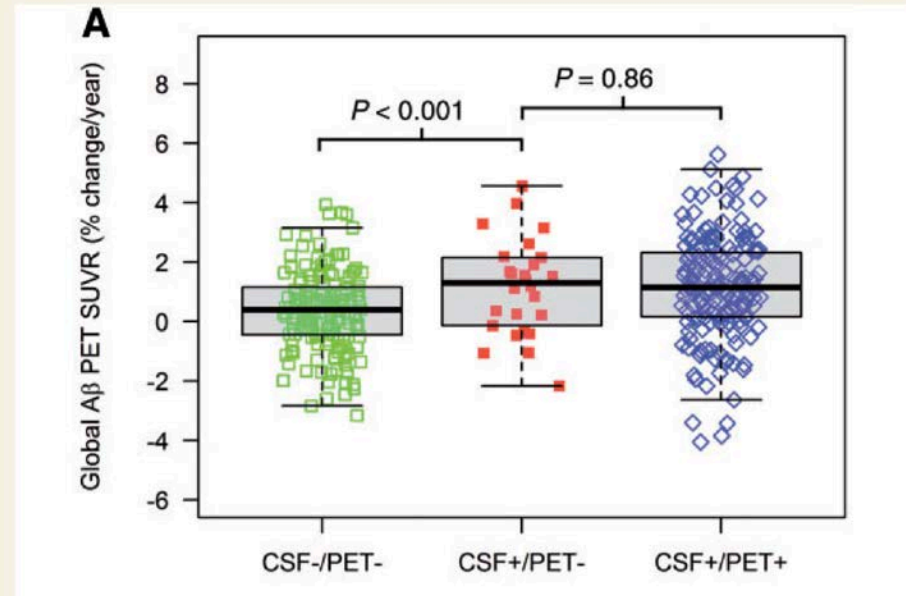 A
Global Aβ PET SUVR (% change/year)
8
6
4
2
0
-2
-4
-6
P < 0.001
P = 0.86
CSF-/PET-
CSF+/PET-
CSF+/PET+